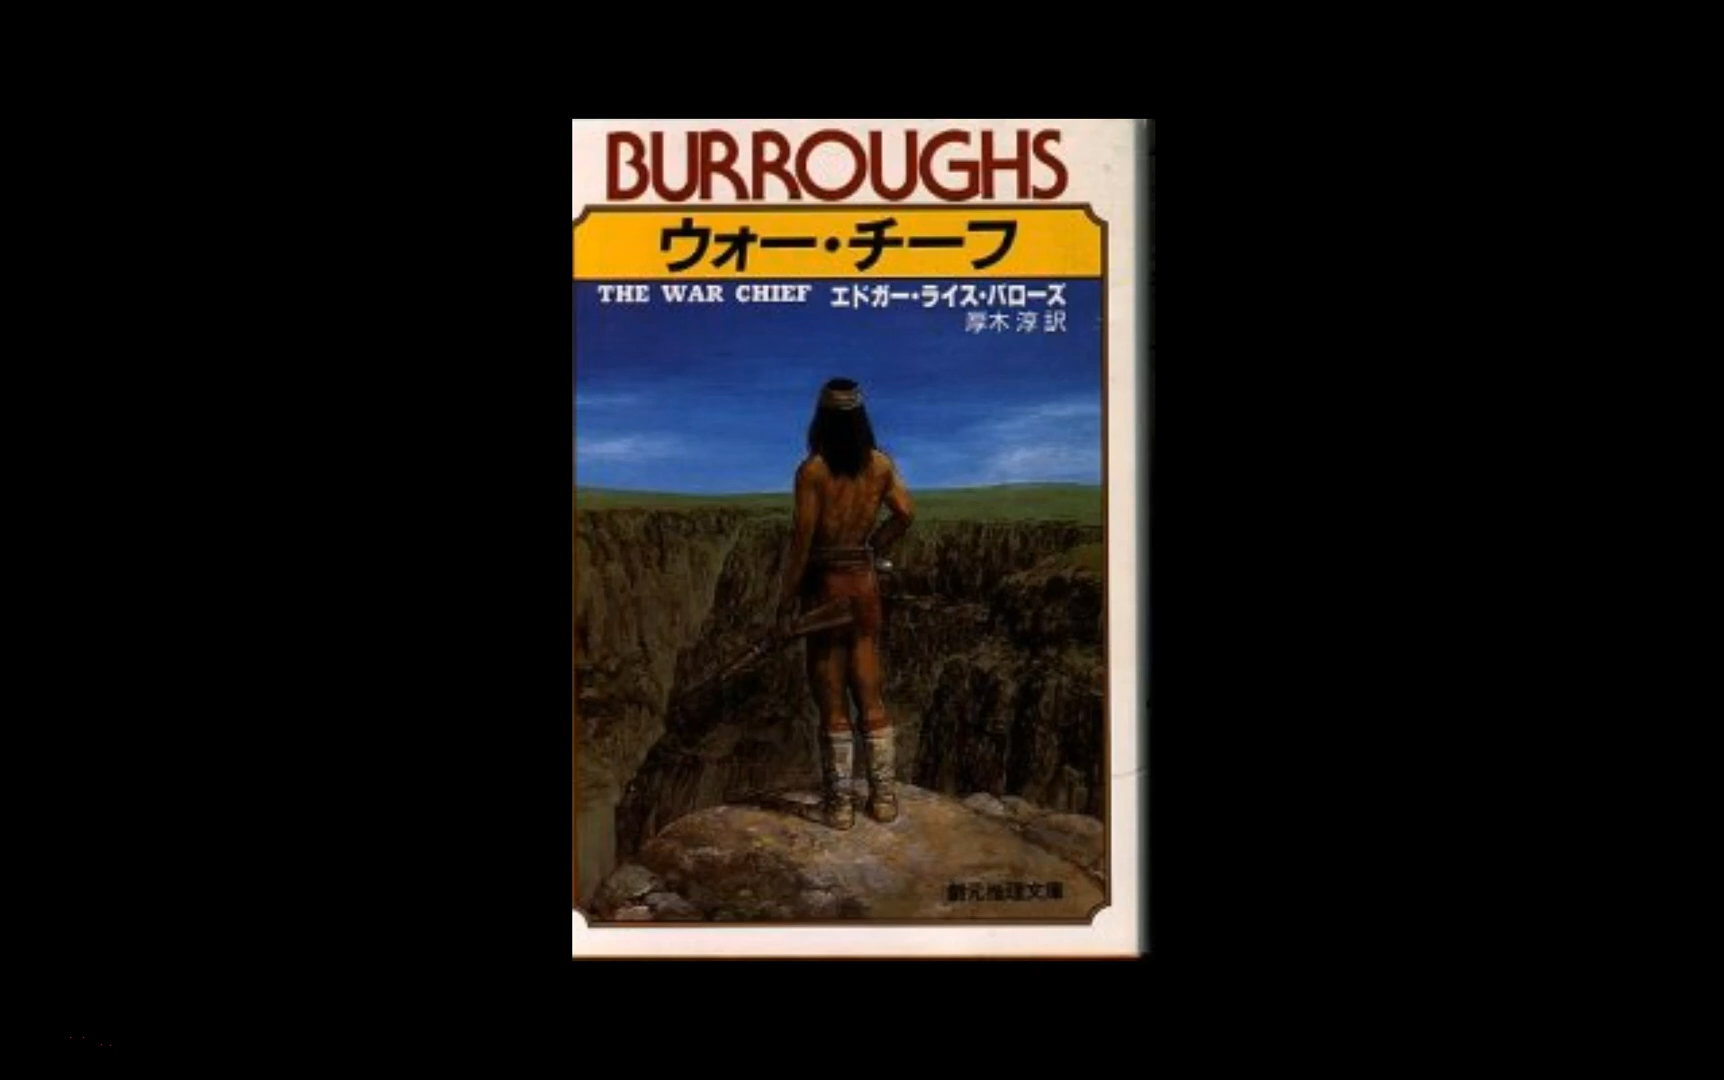 BURROUGHS
ウォー・チーフ
THE WAR CHIEF エドガー・ライス・バローズ
厚木 淳 訳
創元推理文庫